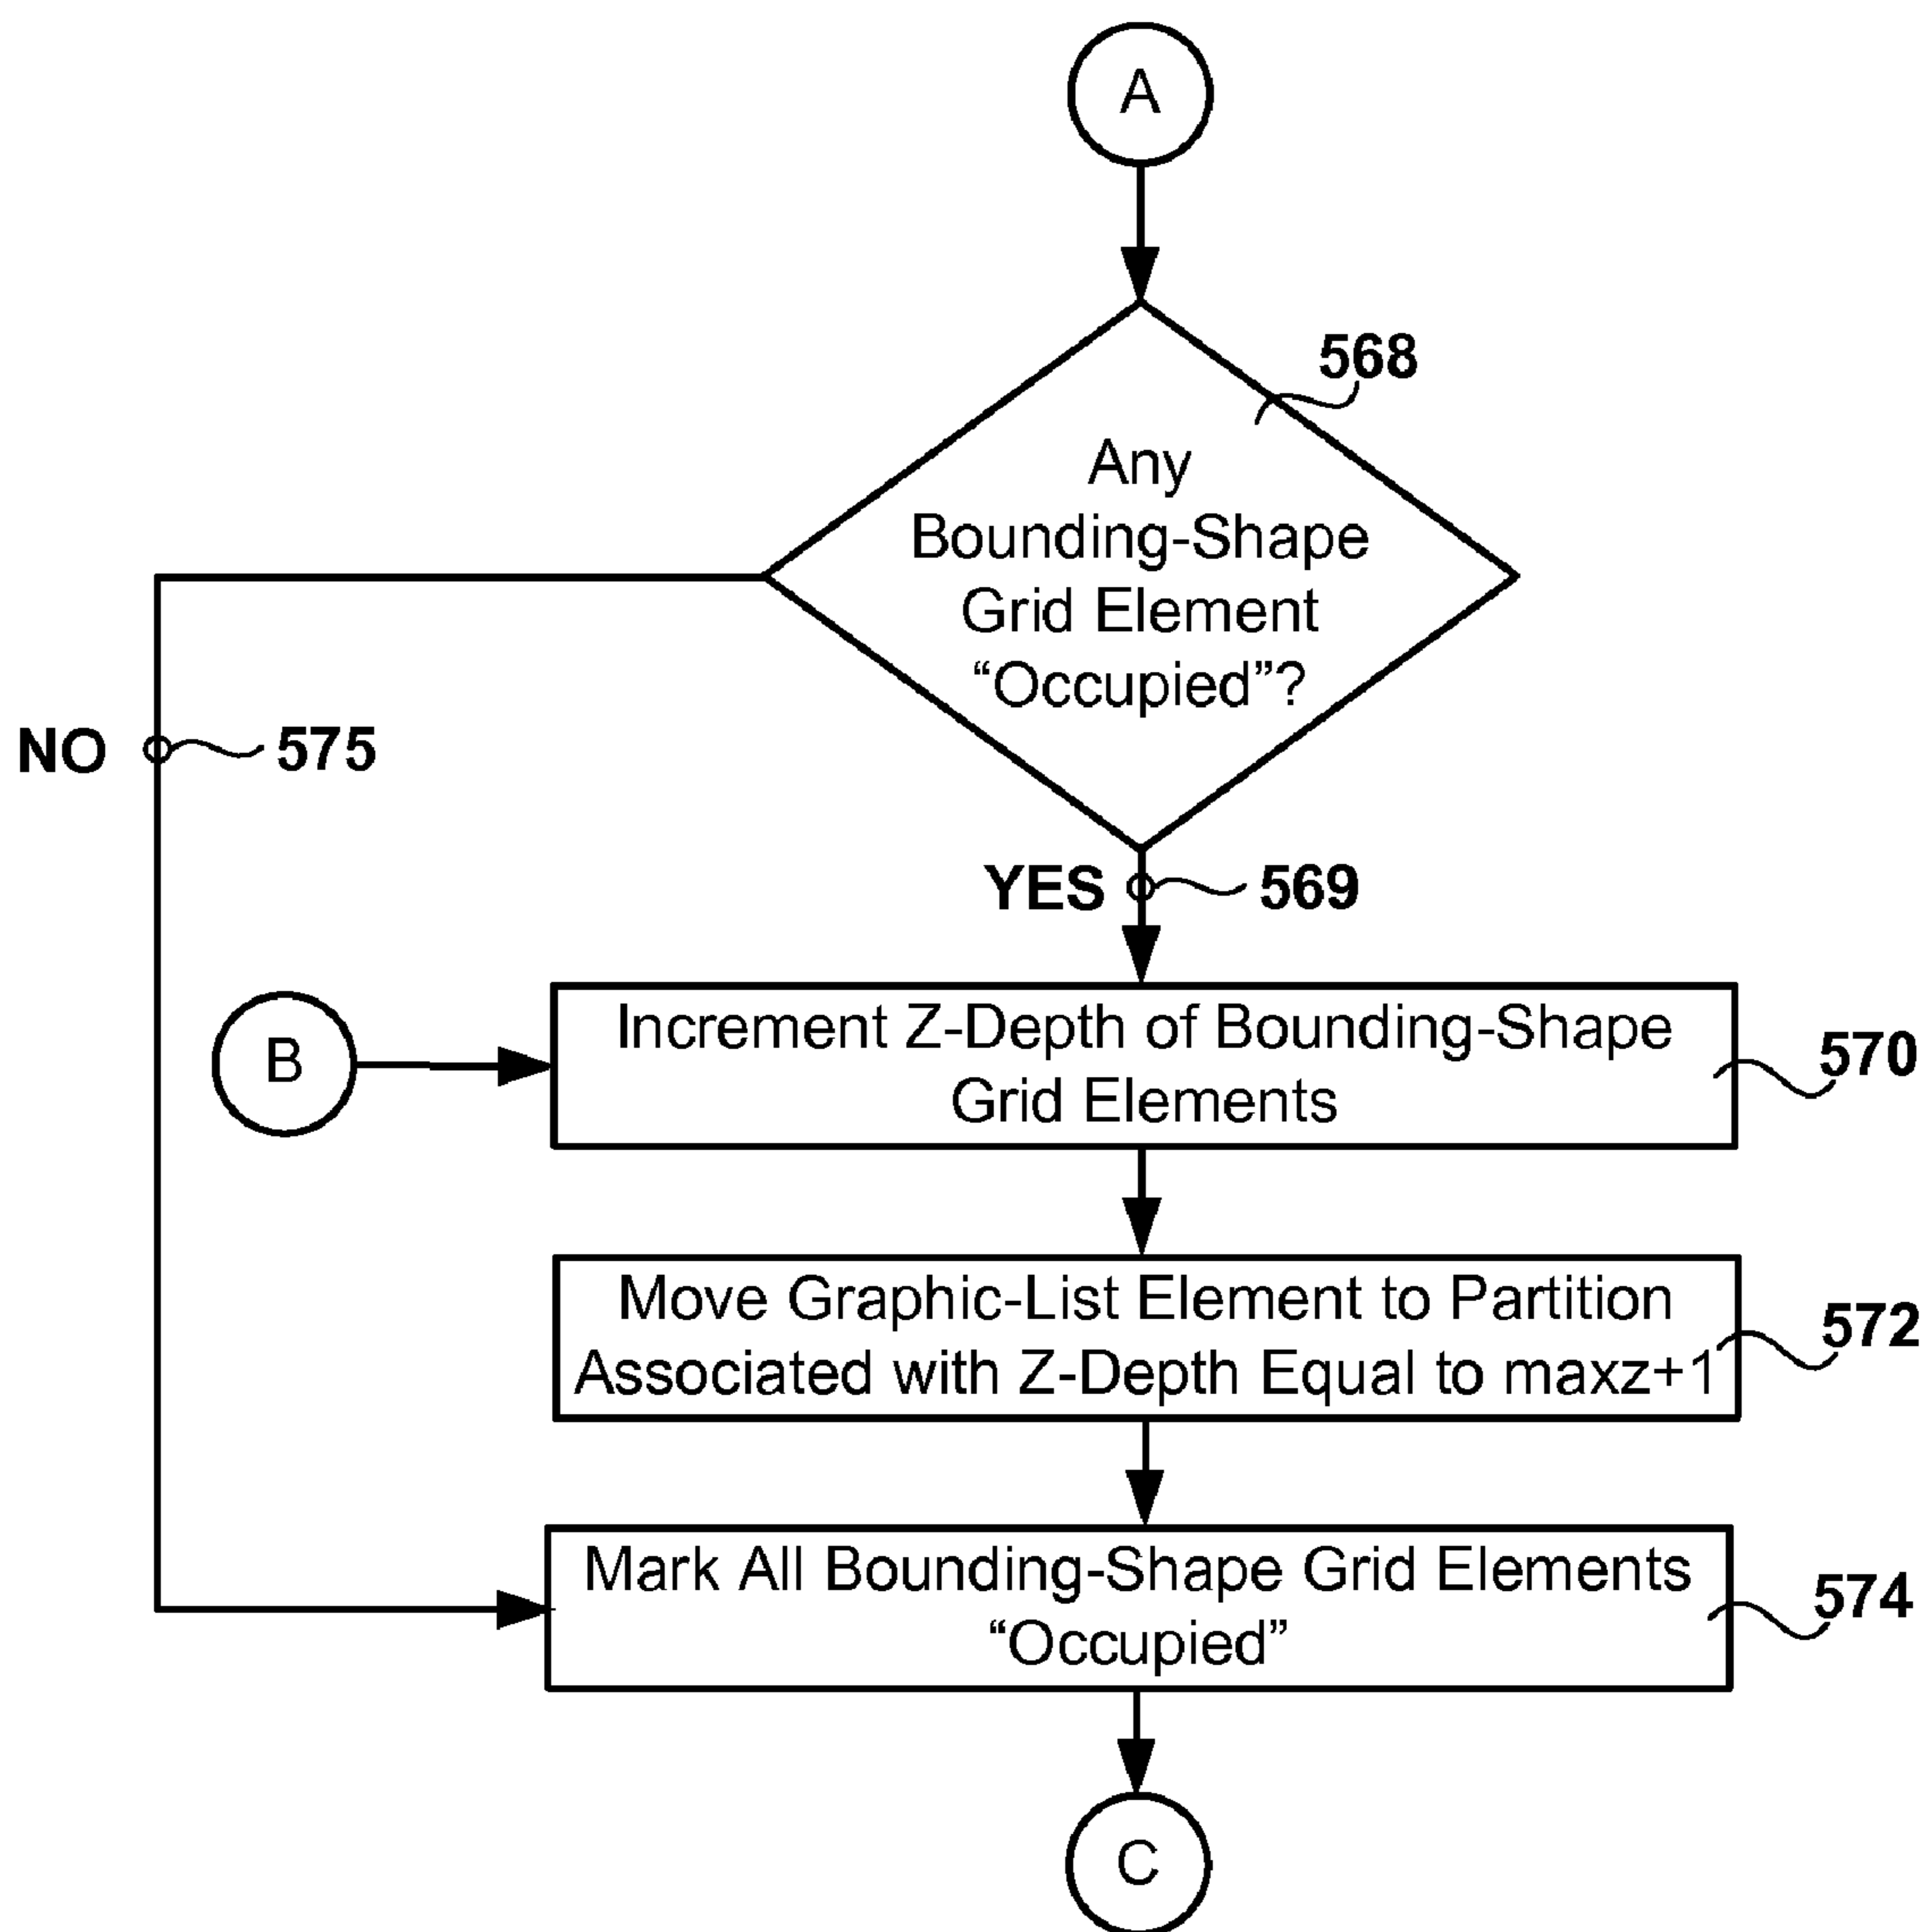 A
568
Any
Bounding-Shape
Grid Element
“Occupied”?
NO
575
YES
569
B
Increment Z-Depth of Bounding-Shape
Grid Elements
570
Move Graphic-List Element to Partition
Associated with Z-Depth Equal to maxz+1
572
Mark All Bounding-Shape Grid Elements
“Occupied”
574
C